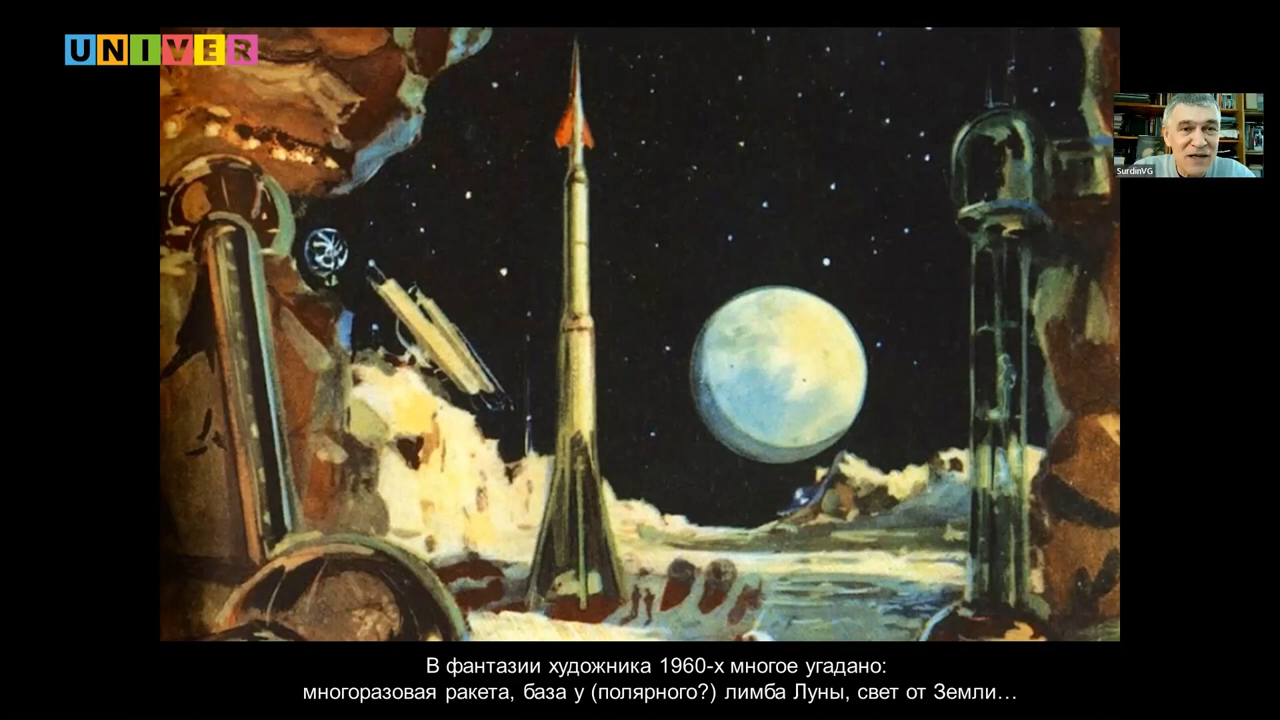 UNIVER
SurdinVG
В фантазии художника 1960-х многое угадано:
многоразовая ракета, база у (полярного?) лимба Луны, свет от Земли…